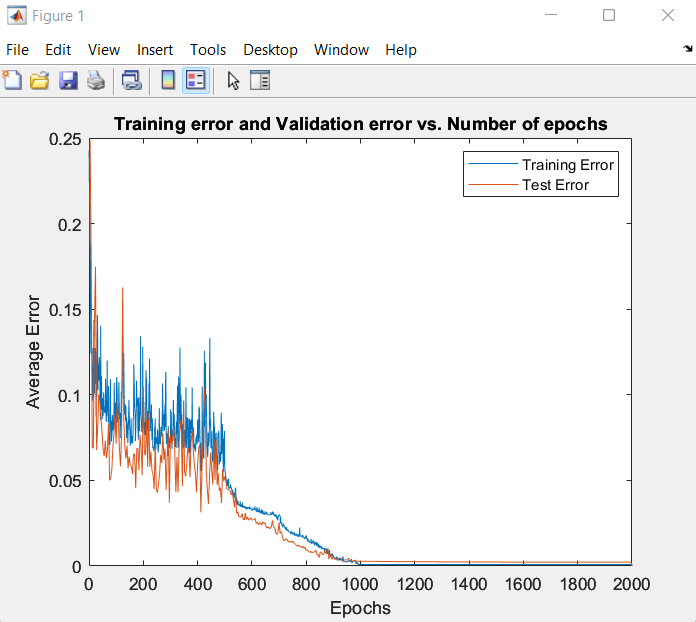 Figure 1
File Edit View Insert Tools Desktop Window Help
Training error and Validation error vs. Number of epochs
0.25
0.2
0.15
0.1
0.05
0
Average Error
Training Error
Test Error
0 200 400 600 800 1000 1200 1400 1600 1800 2000
Epochs